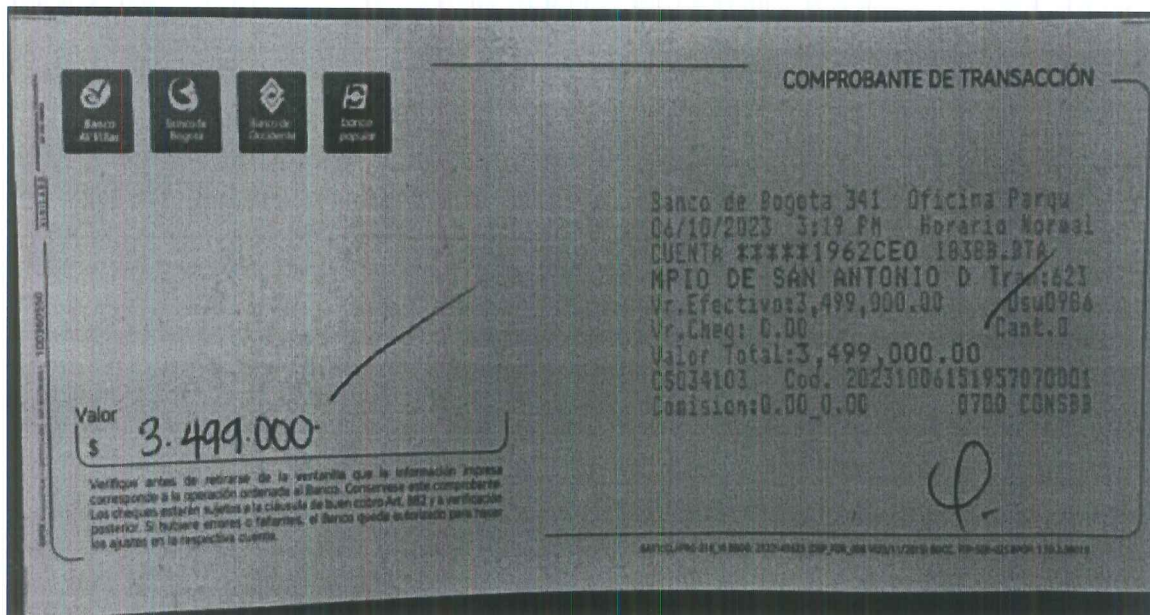 COMPROBANTE DE TRANSACCIÓN
Banco AV Villas
Banco de Bogotá
Banco de Occidente
banco popular
Banco de Bogota 341 Oficina Parqu
06/10/2023 3:19 PM Horario Normal
CUENTA *****1962CEO 183BB.BTA
MPIO DE SAN ANTONIO D Tran:623
Vr.Efectivo:3,499,000.00 Usu0986
Vr.Cheq: 0.00 Cant.0
Valor Total:3,499,000.00
CS034103 Cod. 20231006151957070001
Comision:0.00_0.00 0700 CONSBB
Valor
$ 3.499.000
Verifique antes de retirarse de la ventanilla que la información impresa
corresponde a la operación ordenada al Banco. Conservese este comprobante.
Los cheques estarán sujetos a la cláusula de buen cobro Art. 882 y a verificación
posterior. Si hubiere errores o faltantes, el Banco queda autorizado para hacer
los ajustes en la respectiva cuenta.